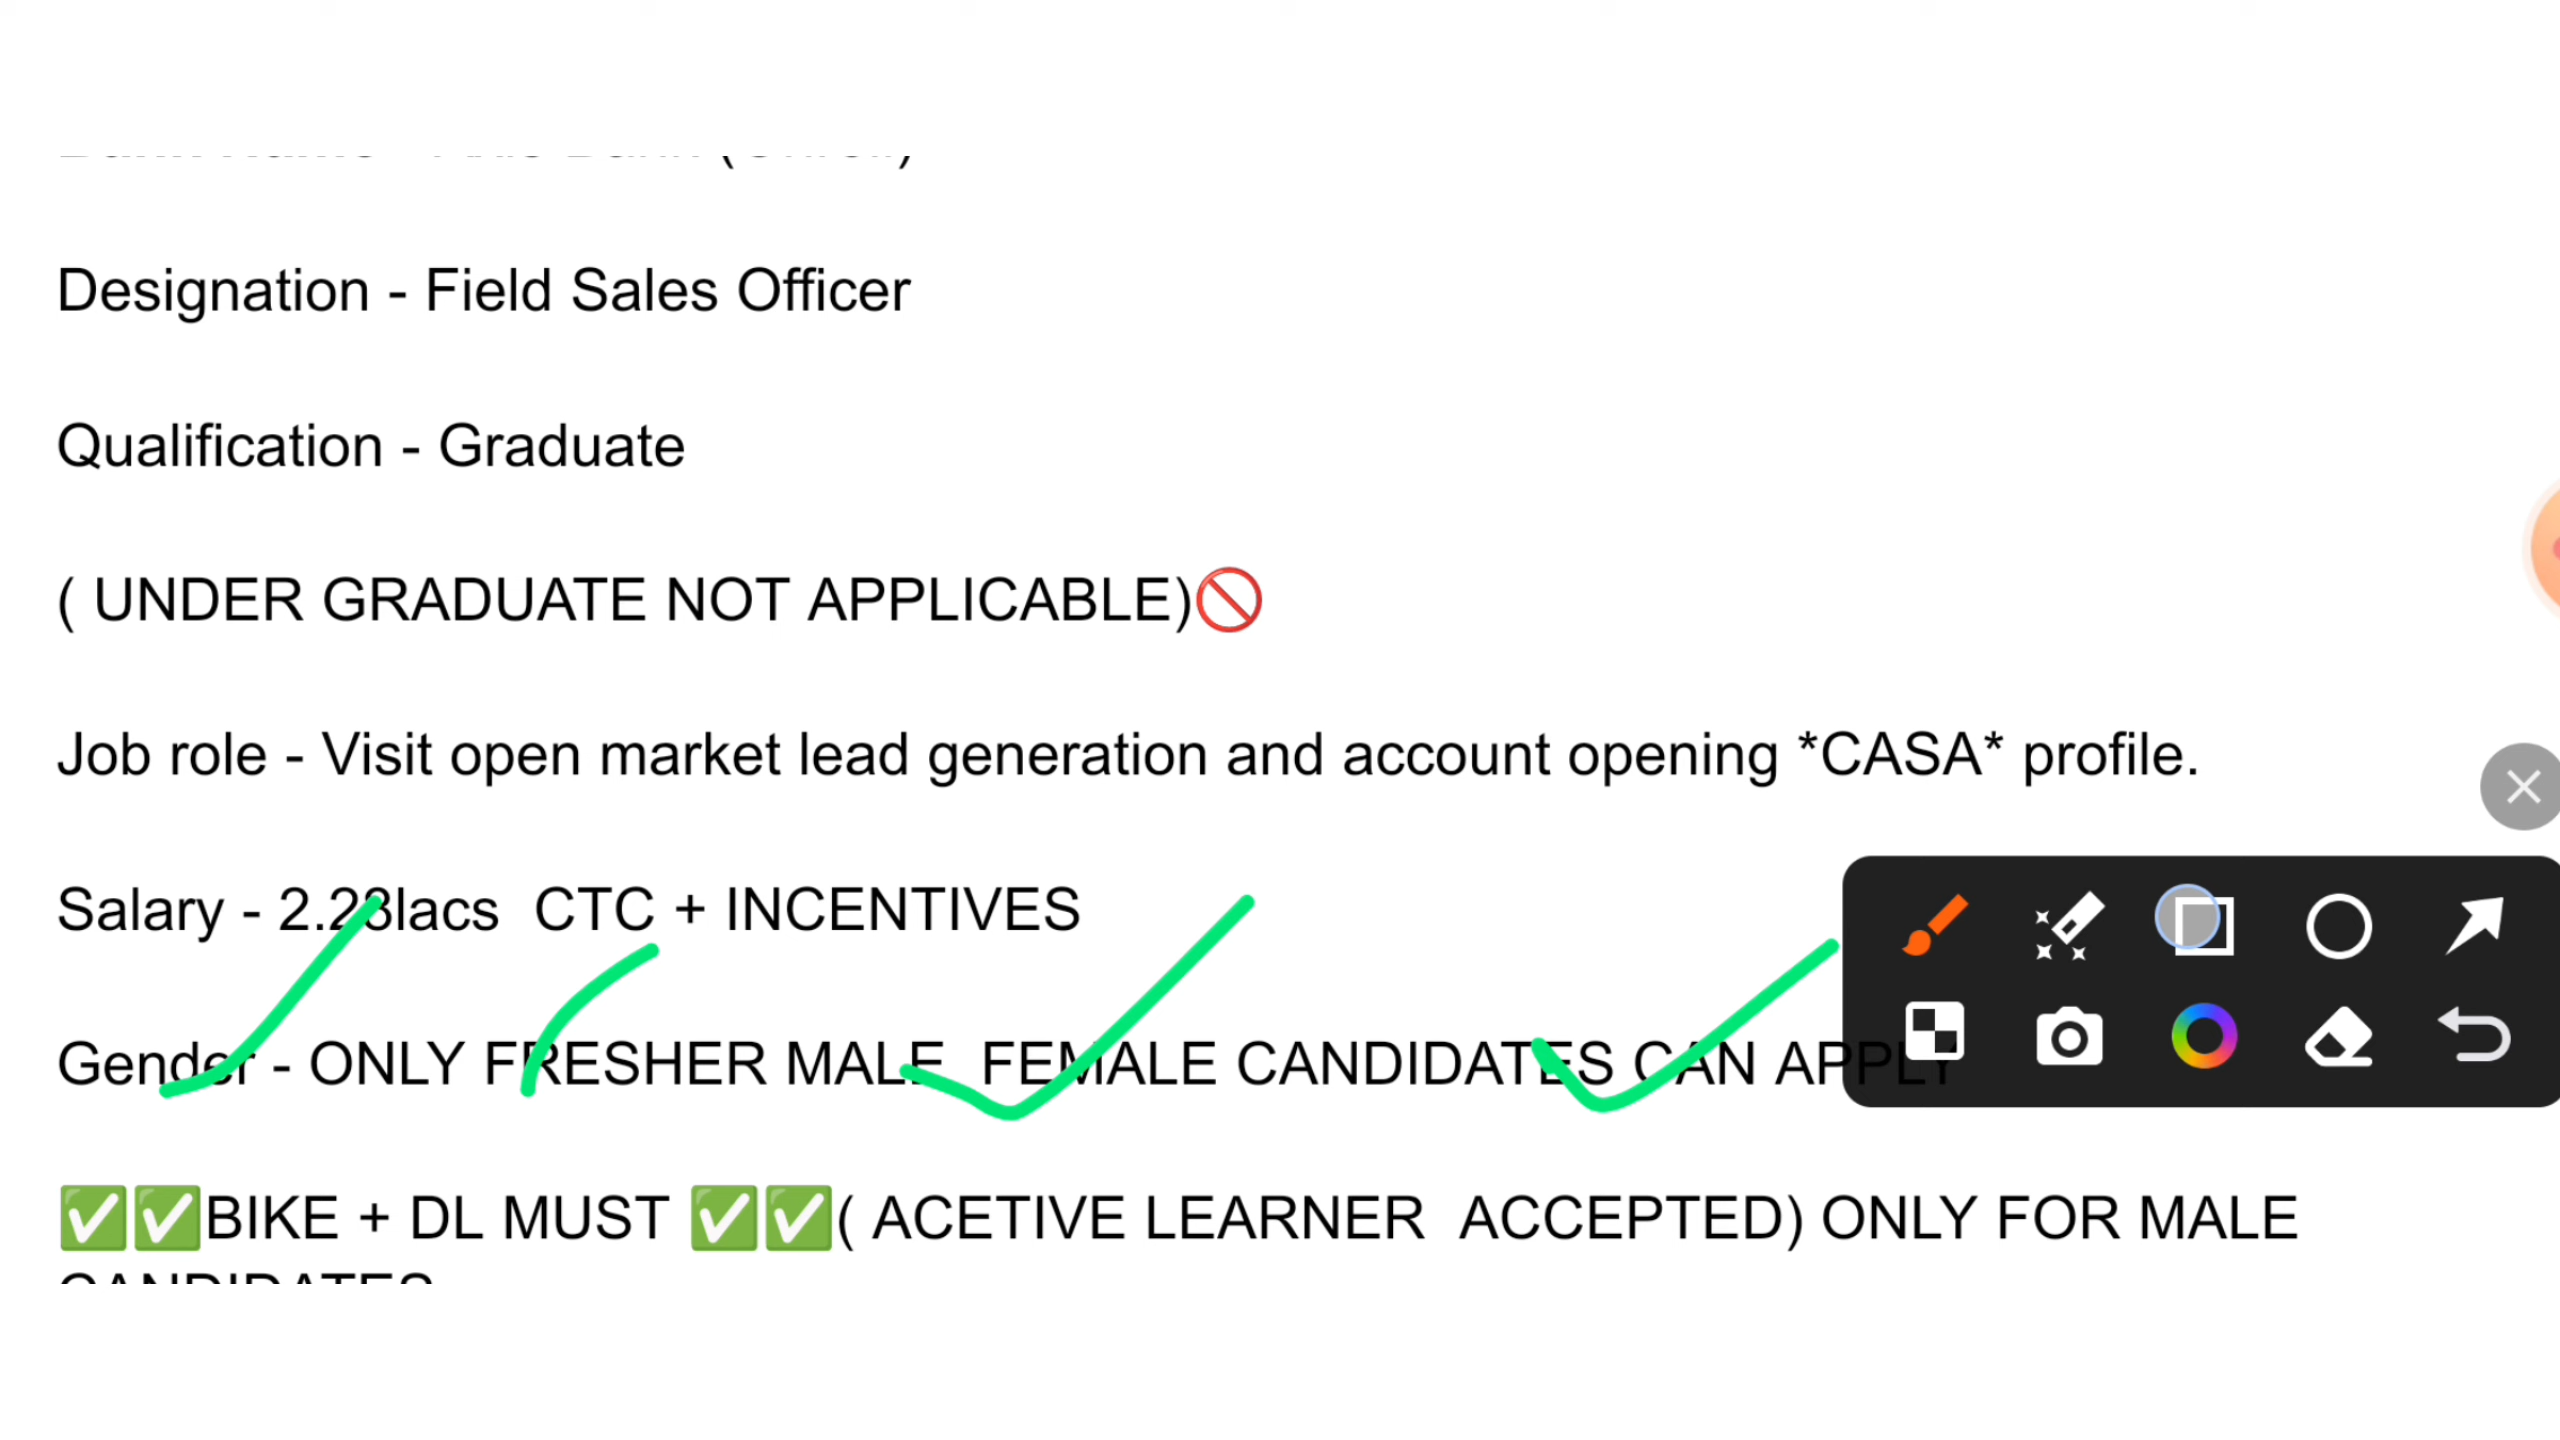 Designation - Field Sales Officer
Qualification - Graduate
( UNDER GRADUATE NOT APPLICABLE)🚫
Job role - Visit open market lead generation and account opening *CASA* profile.
Salary - 2.28lacs  CTC + INCENTIVES
Gender - ONLY FRESHER MALE  FEMALE CANDIDATES CAN APPLY
✅✅BIKE + DL MUST ✅✅( ACETIVE LEARNER  ACCEPTED) ONLY FOR MALE
CANDIDATES